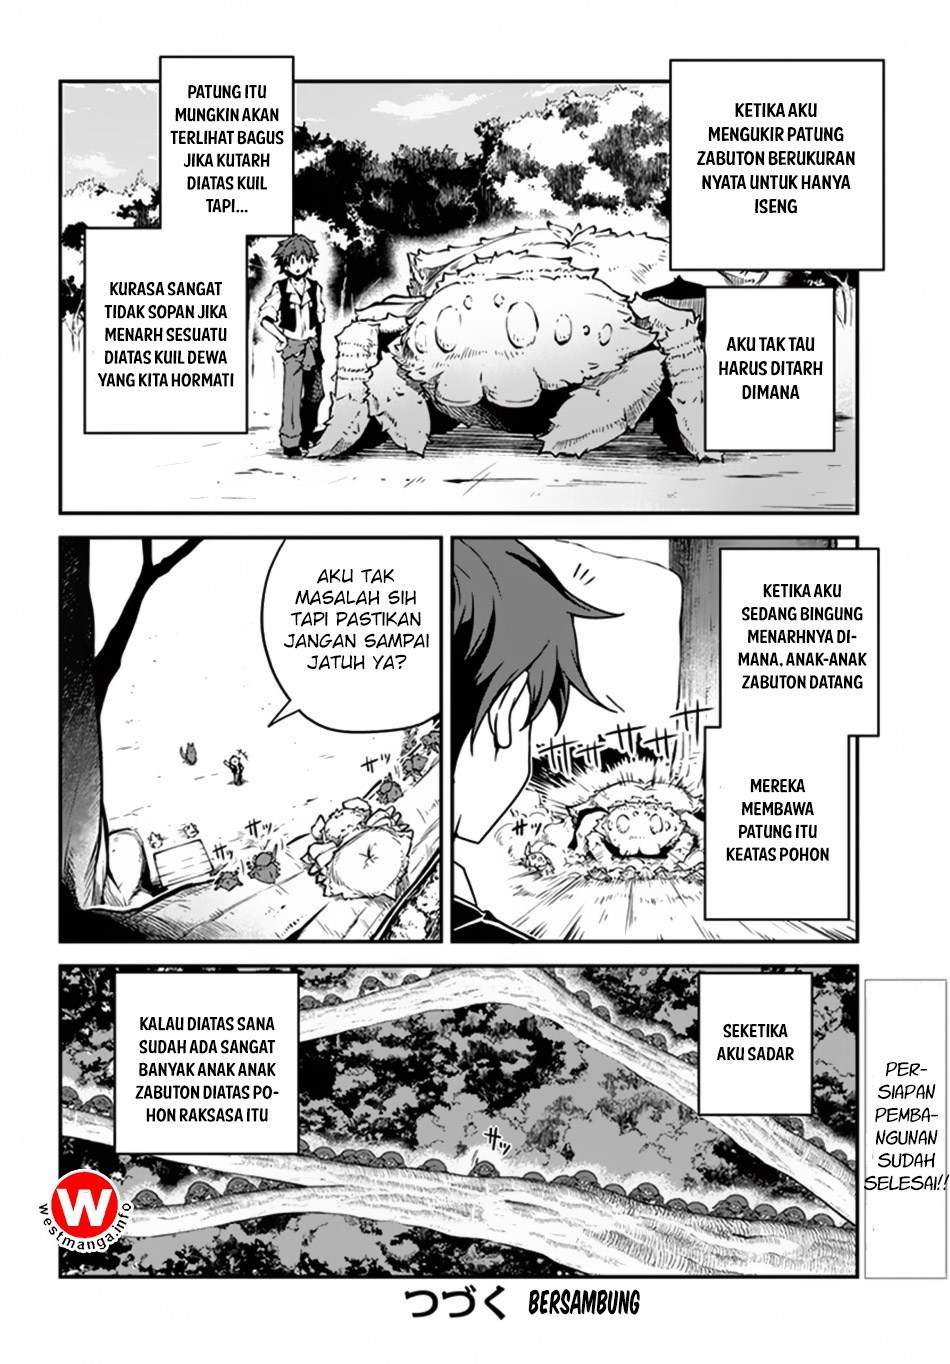 KETIKA AKU
MENGUKIR PATUNG
ZABUTON BERUKURAN
NYATA UNTUK HANYA
ISENG
AKU TAK TAU
HARUS DITARH
DIMANA
PATUNG ITU
MUNGKIN AKAN
TERLIHAT BAGUS
JIKA KUTARH
DIATAS KUIL
TAPI...
KURASA SANGAT
TIDAK SOPAN JIKA
MENARH SESUATU
DIATAS KUIL DEWA
YANG KITA HORMATI
KETIKA AKU
SEDANG BINGUNG
MENARHNYA DI-
MANA, ANAK-ANAK
ZABUTON DATANG
MEREKA
MEMBAWA
PATUNG ITU
KEATAS POHON
AKU TAK
MASALAH SIH
TAPI PASTIKAN
JANGAN SAMPAI
JATUH YA?
SEKETIKA
AKU SADAR
KALAU DIATAS SANA
SUDAH ADA SANGAT
BANYAK ANAK ANAK
ZABUTON DIATAS PO-
HON RAKSASA ITU
PER-
SIAPAN
PEMBA-
NGUNAN
SUDAH
SELESAI!!
W
westmanga.info
つづく BERSAMBUNG